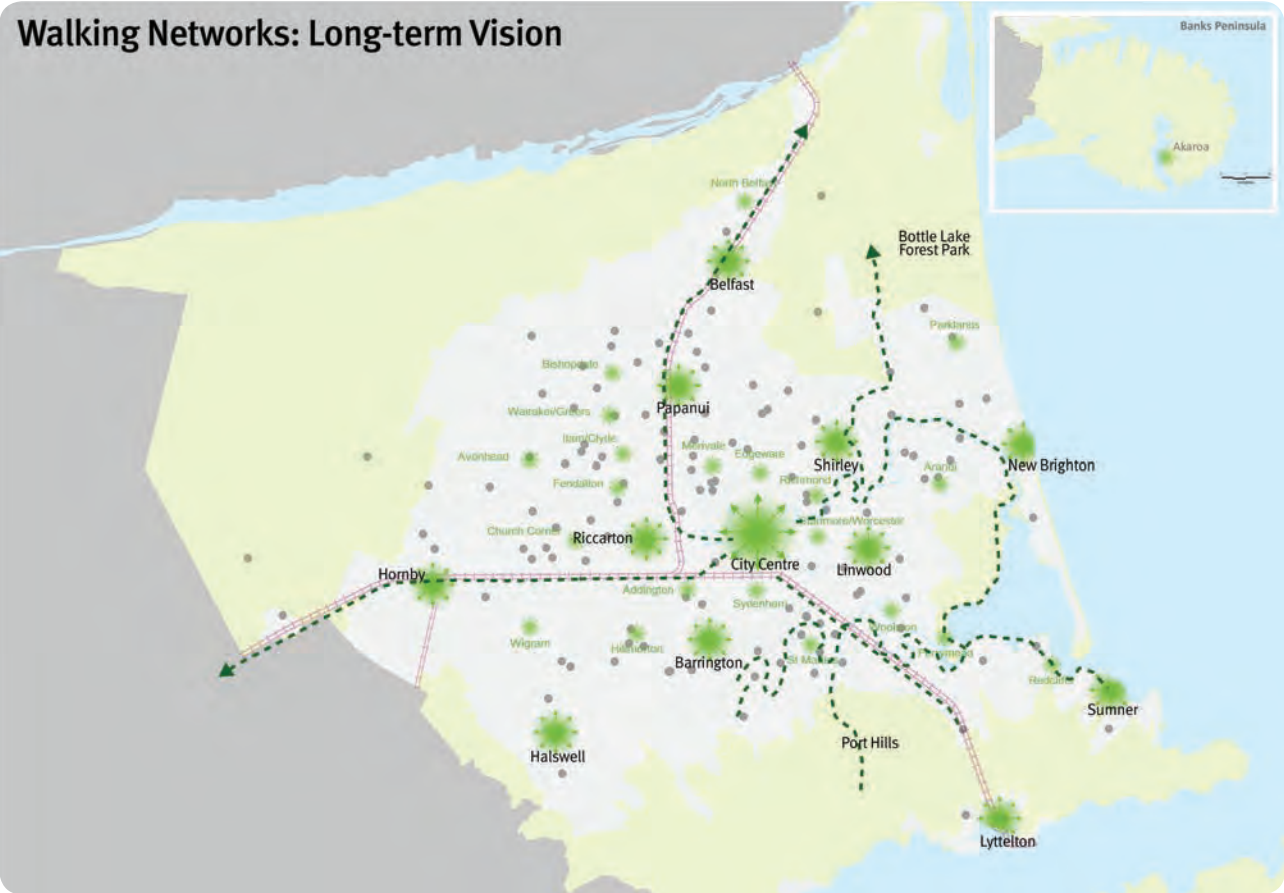 Walking Networks: Long-term Vision
Banks Peninsula
Akaroa
North Belfast
Bottle Lake
Forest Park
Belfast
Parklands
Bishopdale
Papanui
Wairakei/Greers
Ilam/Clyde
Merivale
Edgeware
Shirley
New Brighton
Avonhead
Aranui
Fendalton
Richmond
Church Corner
Riccarton
Stanmore/Worcester
City Centre
Linwood
Hornby
Addington
Sydenham
Woolston
Wigram
Hillmorton
Barrington
St Martins
Ferrymead
Redcliffs
Sumner
Halswell
Port Hills
Lyttelton